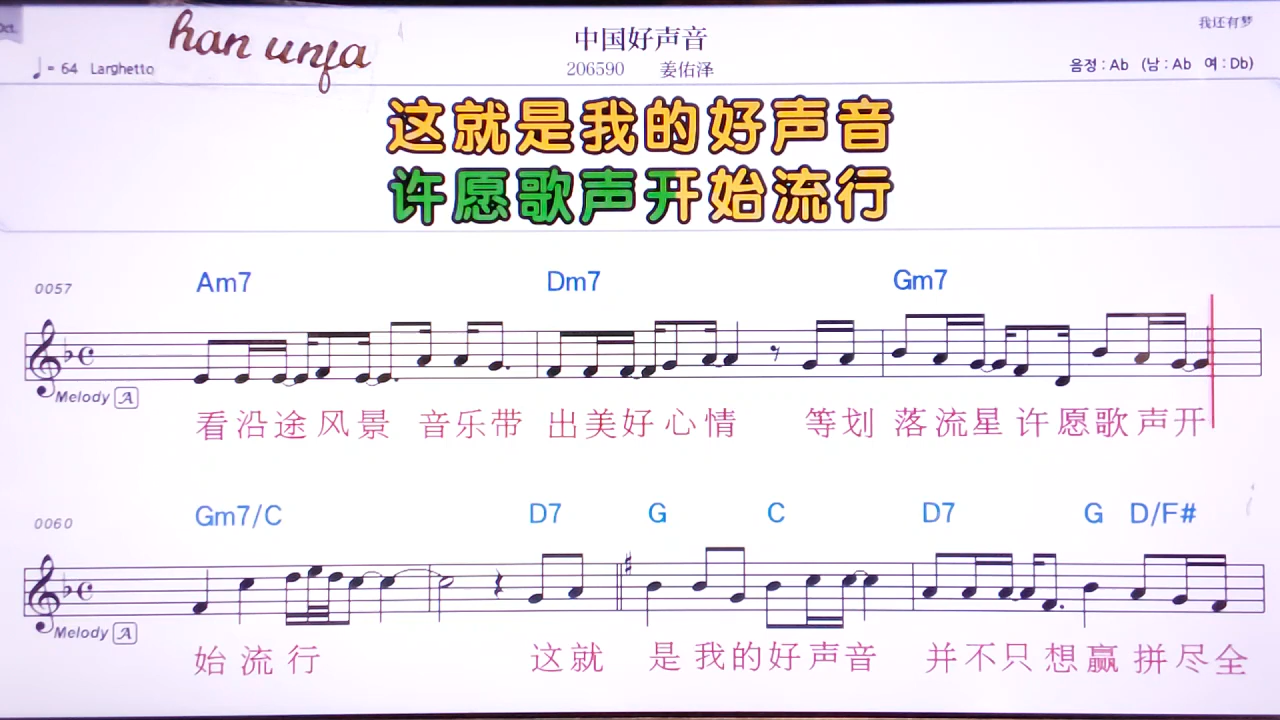 Oct.
han unfa
中国好声音
我还有梦
♩= 64 Larghetto
206590 姜佑泽
음정 : Ab (남 : Ab 여 : Db)
这就是我的好声音
许愿歌声开始流行
0057
Am7 Dm7 Gm7
Melody A
看沿途风景 音乐带 出美好心情 等划 落流星 许愿歌声开
0060
Gm7/C D7 G C D7 G D/F#
Melody A
始流行 这就 是我的好声音 并不只想赢拼尽全